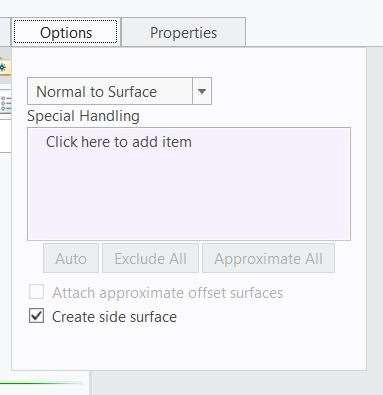 Options Properties
Normal to Surface
Special Handling
Click here to add item
Auto Exclude All Approximate All
Attach approximate offset surfaces
Create side surface